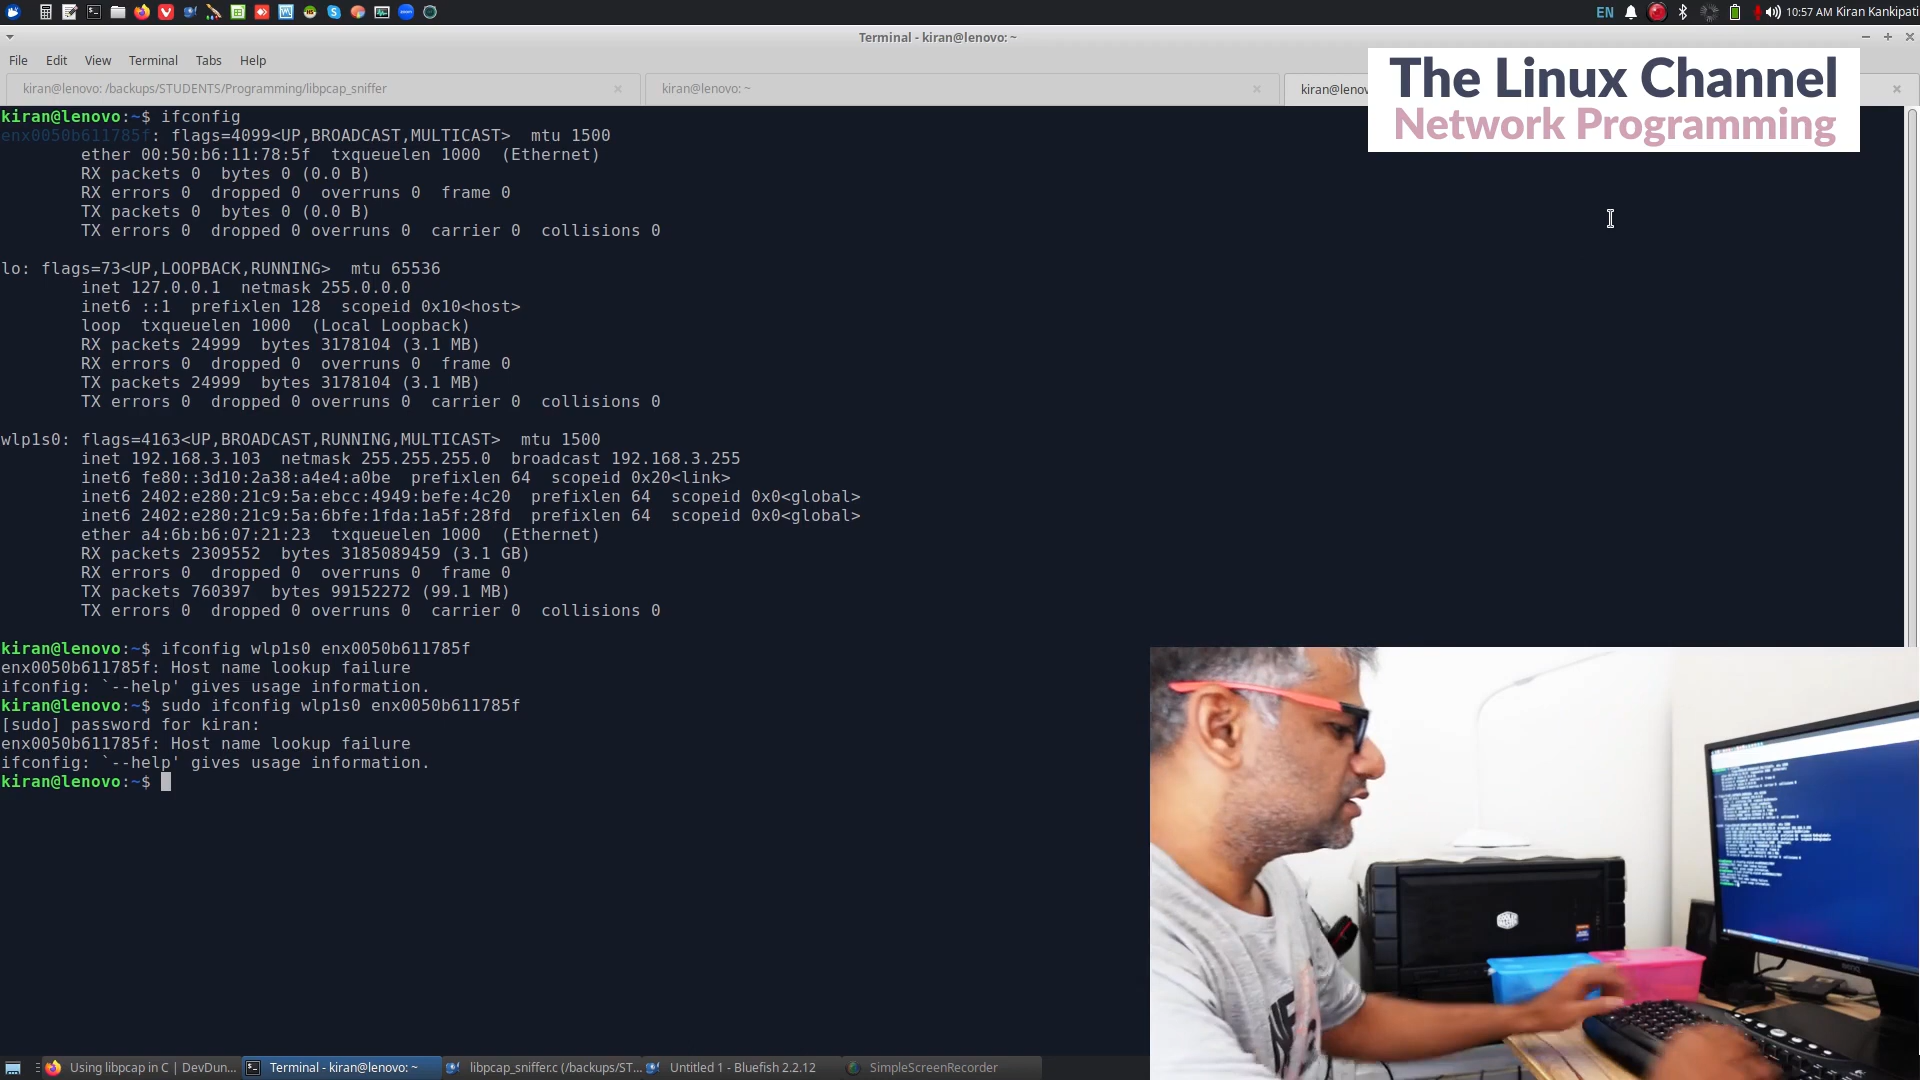 EN
10:57 AM Kiran Kankipati
Terminal - kiran@lenovo: ~
File Edit View Terminal Tabs Help
kiran@lenovo: /backups/STUDENTS/Programming/libpcap_sniffer
kiran@lenovo: ~
kiran@lenov
The Linux Channel
Network Programming
kiran@lenovo:~$ ifconfig
enx0050b611785f: flags=4099<UP,BROADCAST,MULTICAST>  mtu 1500
        ether 00:50:b6:11:78:5f  txqueuelen 1000  (Ethernet)
        RX packets 0  bytes 0 (0.0 B)
        RX errors 0  dropped 0  overruns 0  frame 0
        TX packets 0  bytes 0 (0.0 B)
        TX errors 0  dropped 0 overruns 0  carrier 0  collisions 0
lo: flags=73<UP,LOOPBACK,RUNNING>  mtu 65536
        inet 127.0.0.1  netmask 255.0.0.0
        inet6 ::1  prefixlen 128  scopeid 0x10<host>
        loop  txqueuelen 1000  (Local Loopback)
        RX packets 24999  bytes 3178104 (3.1 MB)
        RX errors 0  dropped 0  overruns 0  frame 0
        TX packets 24999  bytes 3178104 (3.1 MB)
        TX errors 0  dropped 0 overruns 0  carrier 0  collisions 0
wlp1s0: flags=4163<UP,BROADCAST,RUNNING,MULTICAST>  mtu 1500
        inet 192.168.3.103  netmask 255.255.255.0  broadcast 192.168.3.255
        inet6 fe80::3d10:2a38:a4e4:a0be  prefixlen 64  scopeid 0x20<link>
        inet6 2402:e280:21c9:5a:ebcc:4949:befe:4c20  prefixlen 64  scopeid 0x0<global>
        inet6 2402:e280:21c9:5a:6bfe:1fda:1a5f:28fd  prefixlen 64  scopeid 0x0<global>
        ether a4:6b:b6:07:21:23  txqueuelen 1000  (Ethernet)
        RX packets 2309552  bytes 3185089459 (3.1 GB)
        RX errors 0  dropped 0  overruns 0  frame 0
        TX packets 760397  bytes 99152272 (99.1 MB)
        TX errors 0  dropped 0 overruns 0  carrier 0  collisions 0
kiran@lenovo:~$ ifconfig wlp1s0 enx0050b611785f
enx0050b611785f: Host name lookup failure
ifconfig: `--help' gives usage information.
kiran@lenovo:~$ sudo ifconfig wlp1s0 enx0050b611785f
[sudo] password for kiran:
enx0050b611785f: Host name lookup failure
ifconfig: `--help' gives usage information.
kiran@lenovo:~$
Using libpcap in C | DevDun...
Terminal - kiran@lenovo: ~
libpcap_sniffer.c (/backups/ST...
Untitled 1 - Bluefish 2.2.12
SimpleScreenRecorder